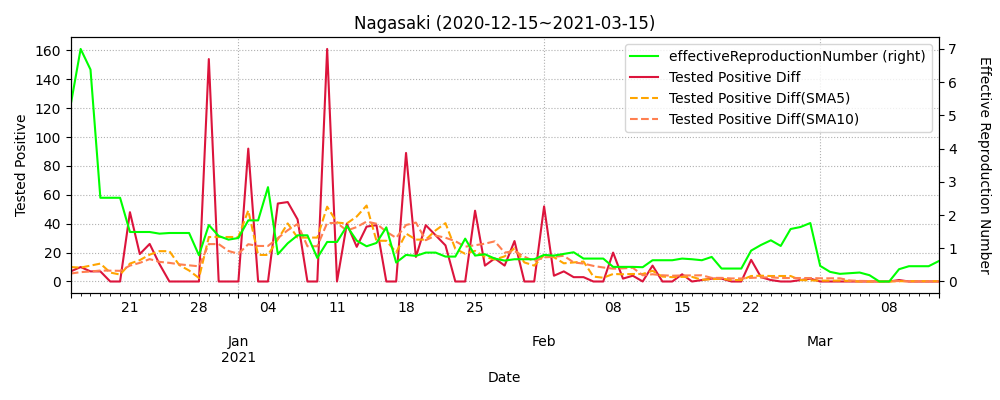 Nagasaki (2020-12-15~2021-03-15)
effectiveReproductionNumber (right)
Tested Positive Diff
Tested Positive Diff(SMA5)
Tested Positive Diff(SMA10)
Tested Positive
160
140
120
100
80
60
40
20
0
Effective Reproduction Number
7
6
5
4
3
2
1
0
21 28 04 11 18 25 08 15 22 08
Jan Feb Mar
2021
Date